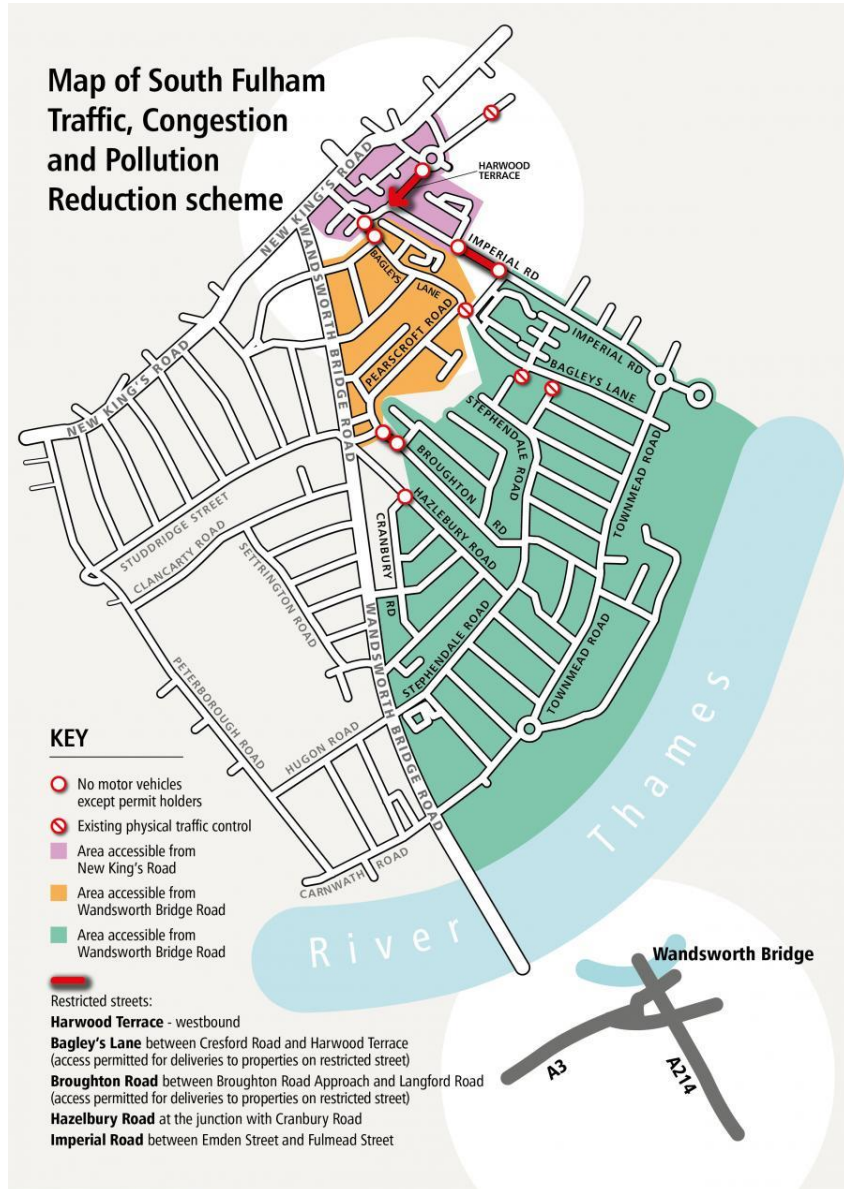 Map of South Fulham
Traffic, Congestion
and Pollution
Reduction scheme
HARWOOD
TERRACE
NEW KING'S ROAD
IMPERIAL RD
WANDSWORTH BRIDGE ROAD
BAGLEYS LANE
PEARSCROFT ROAD
IMPERIAL RD
BAGLEYS LANE
NEW KING'S ROAD
STEPHENDALE ROAD
BROUGHTON RD
TOWNMEAD ROAD
STUDDRIDGE STREET
HAZLEBURY ROAD
CLANCARTY ROAD
CRANBURY RD
SETTRINGTON ROAD
WANDSWORTH BRIDGE ROAD
STEPHENDALE ROAD
TOWNMEAD ROAD
PETERBOROUGH ROAD
HUGON ROAD
CARNWATH ROAD
River Thames
KEY
No motor vehicles
except permit holders
Existing physical traffic control
Area accessible from
New King's Road
Area accessible from
Wandsworth Bridge Road
Area accessible from
Wandsworth Bridge Road
Restricted streets:
Harwood Terrace - westbound
Bagley's Lane between Cresford Road and Harwood Terrace
(access permitted for deliveries to properties on restricted street)
Broughton Road between Broughton Road Approach and Langford Road
(access permitted for deliveries to properties on restricted street)
Hazelbury Road at the junction with Cranbury Road
Imperial Road between Emden Street and Fulmead Street
Wandsworth Bridge
A3
A214